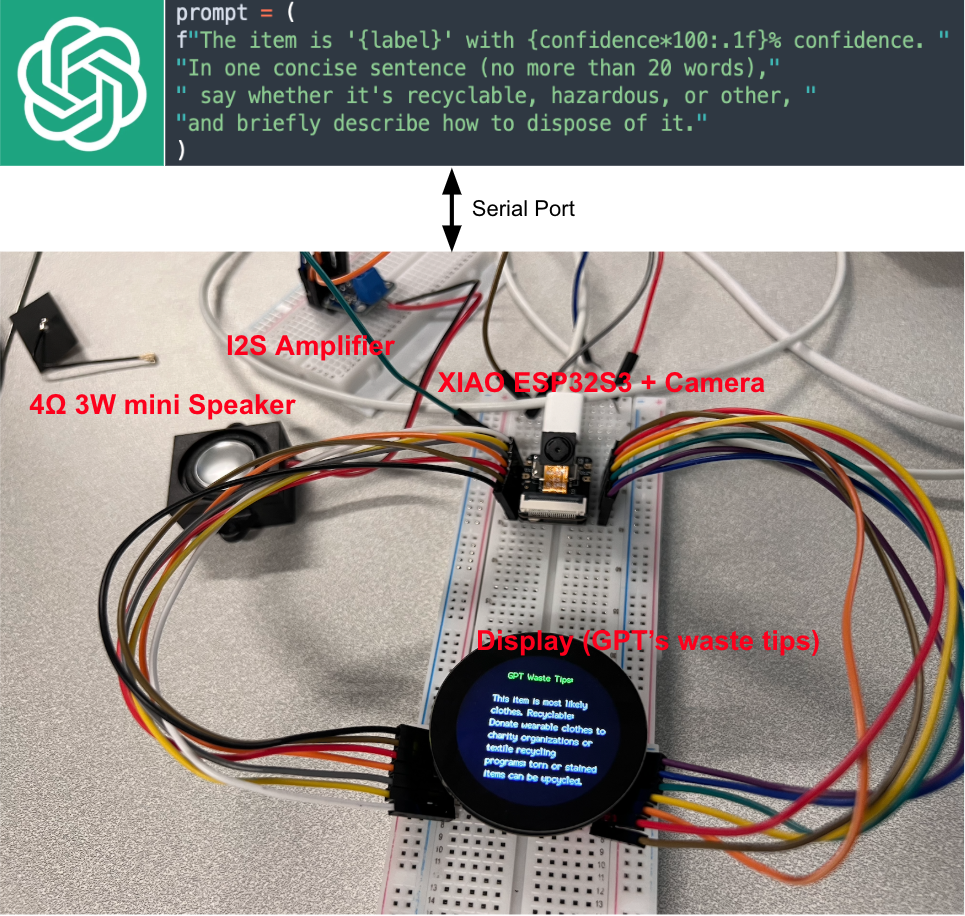 prompt = (
f"The item is '{label}' with {confidence*100:.1f}% confidence. "
"In one concise sentence (no more than 20 words),"
" say whether it's recyclable, hazardous, or other, "
"and briefly describe how to dispose of it."
)
Serial Port
I2S Amplifier
XIAO ESP32S3 + Camera
4Ω 3W mini Speaker
Display (GPT's waste tips)
GPT Waste Tips:
This item is most likely
clothes. Recyclable:
Donate wearable clothes to
charity organizations or
textile recycling
programs; torn or stained
items can be upcycled.